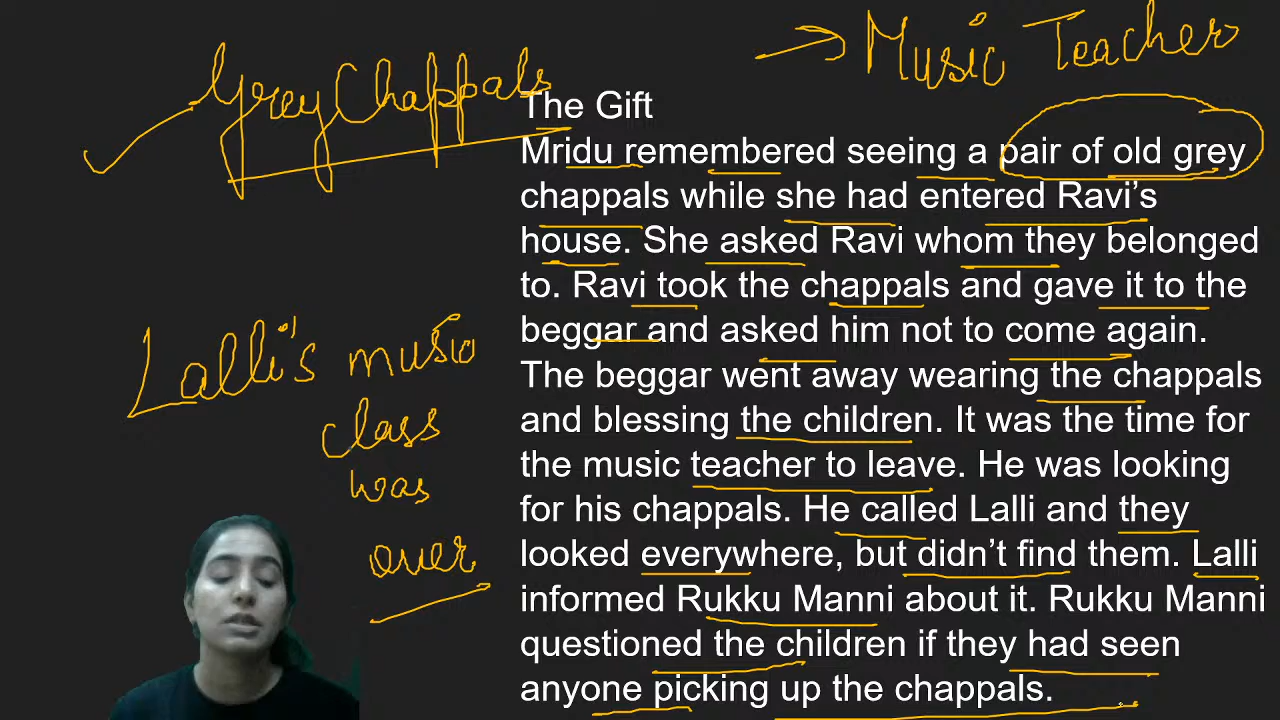 → Music Teacher
Grey Chappals
The Gift
Mridu remembered seeing a pair of old grey
chappals while she had entered Ravi’s
house. She asked Ravi whom they belonged
to. Ravi took the chappals and gave it to the
beggar and asked him not to come again.
The beggar went away wearing the chappals
and blessing the children. It was the time for
the music teacher to leave. He was looking
for his chappals. He called Lalli and they
looked everywhere, but didn’t find them. Lalli
informed Rukku Manni about it. Rukku Manni
questioned the children if they had seen
anyone picking up the chappals.
Lalli's music
class
was
over